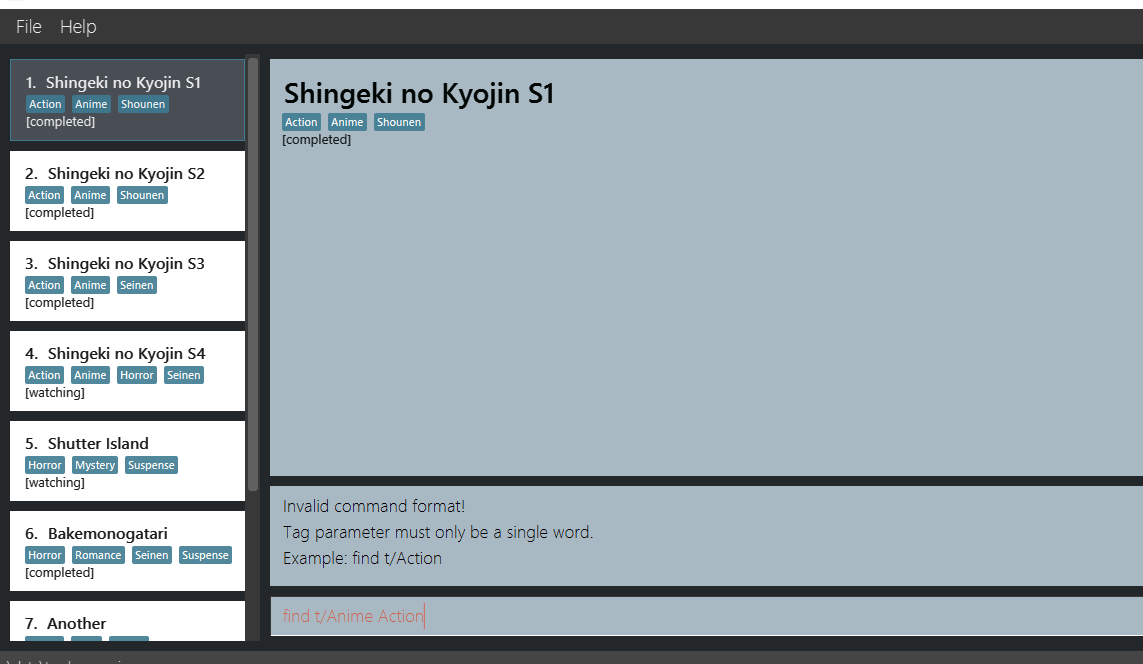 File Help
1. Shingeki no Kyojin S1
Action Anime Shounen
[completed]
2. Shingeki no Kyojin S2
Action Anime Shounen
[completed]
3. Shingeki no Kyojin S3
Action Anime Seinen
[completed]
4. Shingeki no Kyojin S4
Action Anime Horror Seinen
[watching]
5. Shutter Island
Horror Mystery Suspense
[watching]
6. Bakemonogatari
Horror Romance Seinen Suspense
[completed]
7. Another
Shingeki no Kyojin S1
Action Anime Shounen
[completed]
Invalid command format!
Tag parameter must only be a single word.
Example: find t/Action
find t/Anime Action